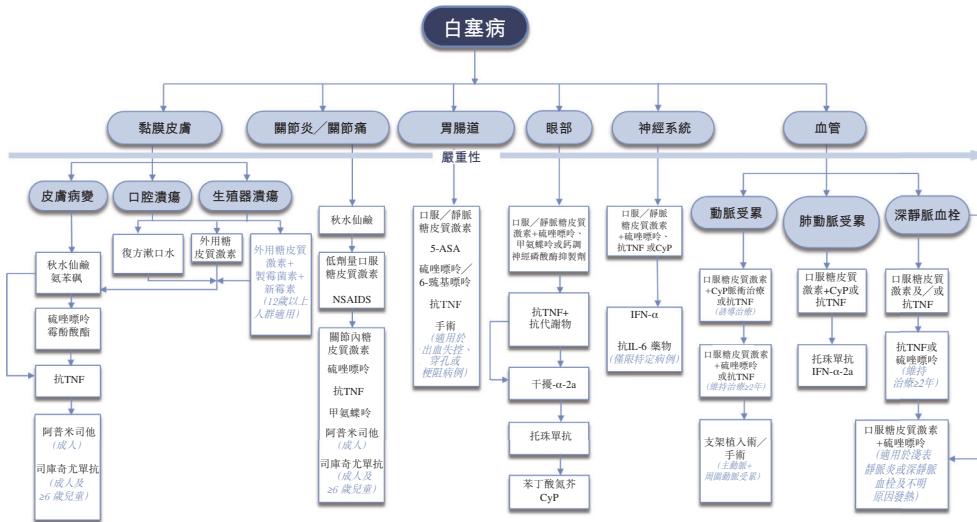 白塞病
黏膜皮膚
關節炎／關節痛
胃腸道
眼部
神經系統
血管
嚴重性
皮膚病變
口腔潰瘍
生殖器潰瘍
復方漱口水
外用糖
皮質激素
外用糖皮質
激素+
製霉菌素+
新霉素
(12歲以上
人群適用)
秋水仙鹼
氨苯砜
硫唑嘌呤
霉酚酸酯
抗TNF
阿普米司他
(成人)
司庫奇尤單抗
(成人及
≥6 歲兒童)
秋水仙鹼
低劑量口服
糖皮質激素
NSAIDS
關節內糖
皮質激素
硫唑嘌呤
抗TNF
甲氨蝶呤
阿普米司他
(成人)
司庫奇尤單抗
(成人及
≥6 歲兒童)
口服／靜脈
糖皮質激素
5-ASA
硫唑嘌呤／
6-巯基嘌呤
抗TNF
手術
(適用於
出血失控、
穿孔或
梗阻病例)
口服／靜脈糖皮質
激素+硫唑嘌呤、
甲氨蝶呤或鈣調
神經磷酸酶抑製劑
抗TNF+
抗代謝物
干擾-α-2a
托珠單抗
苯丁酸氮芥
CyP
口服／靜脈
糖皮質激素
+硫唑嘌呤、
抗TNF或CyP
IFN-α
抗IL-6 藥物
(僅限特定病例)
動脈受累
口服糖皮質激素
+CyP脈衝治療
或抗TNF
(誘導治療)
口服糖皮質激素
+硫唑嘌呤
或抗TNF
(維持治療≥2年)
支架植入術／
手術
(主動脈+
周圍動脈受累)
肺動脈受累
口服糖皮質
激素+CyP或
抗TNF
托珠單抗
IFN-α-2a
深靜脈血栓
口服糖皮質
激素及／或
抗TNF
抗TNF或
硫唑嘌呤
(維持
治療≥2年)
口服糖皮質激素
+硫唑嘌呤
(適用於淺表
靜脈炎或深靜脈
血栓及不明
原因發熱)